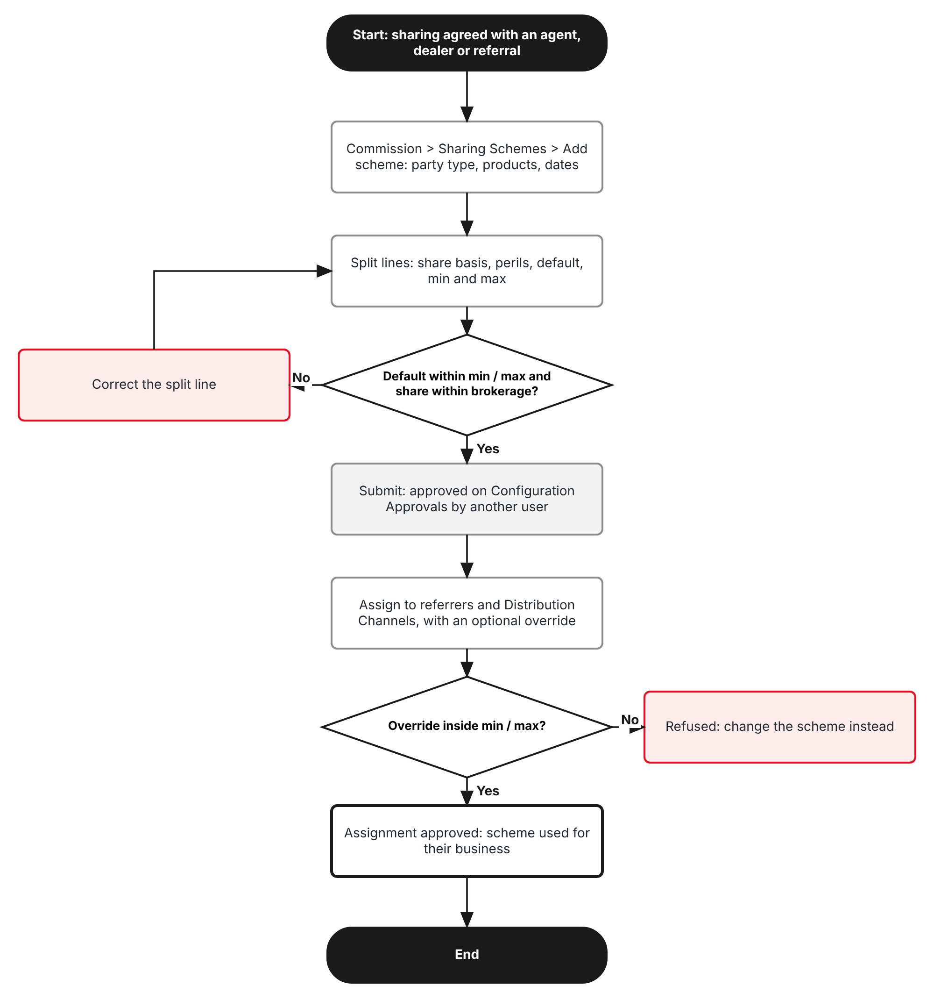 Start: sharing agreed with an agent,
dealer or referral
Commission > Sharing Schemes > Add
scheme: party type, products, dates
Split lines: share basis, perils, default,
min and max
Default within min / max and
share within brokerage?
No
Correct the split line
Yes
Submit: approved on Configuration
Approvals by another user
Assign to referrers and Distribution
Channels, with an optional override
Override inside min / max?
No
Refused: change the scheme instead
Yes
Assignment approved: scheme used for
their business
End